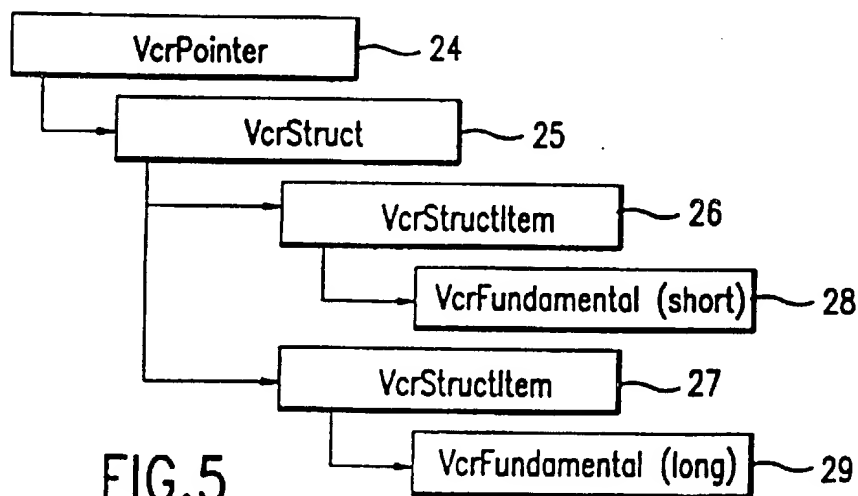 VcrPointer 24
VcrStruct 25
VcrStructItem 26
VcrFundamental (short) 28
VcrStructItem 27
VcrFundamental (long) 29
FIG.5